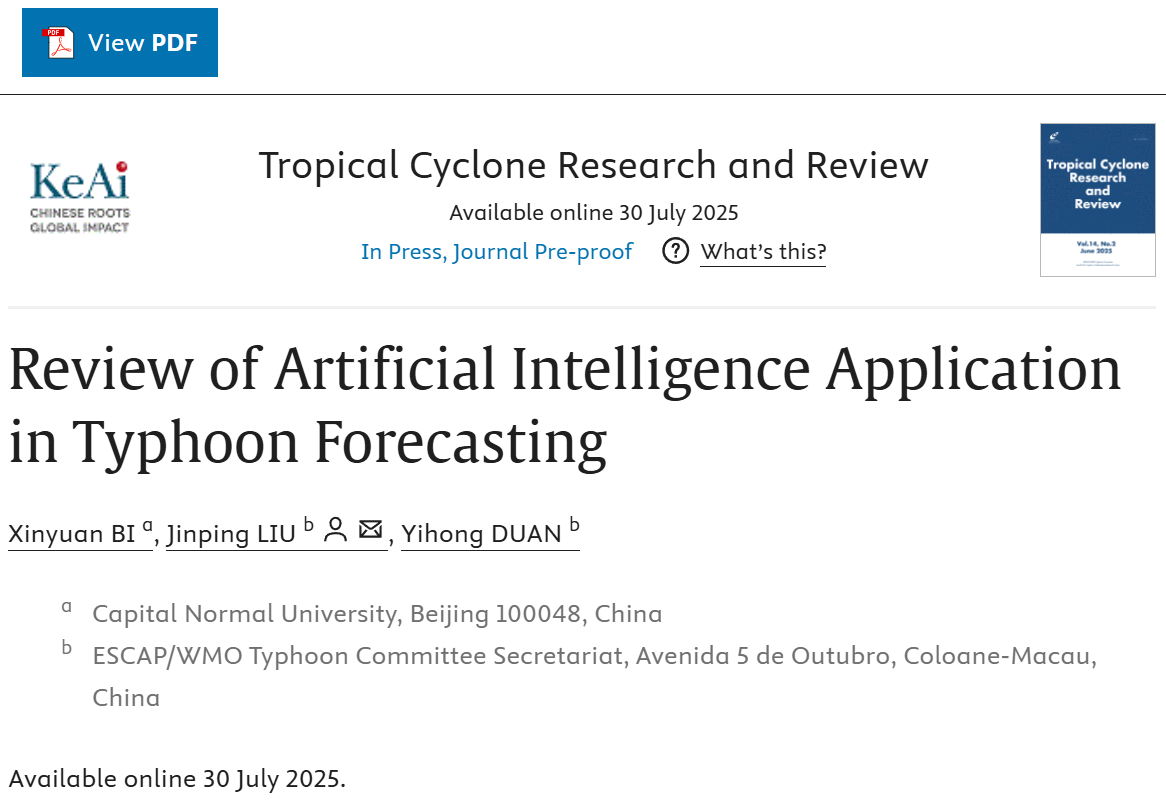 View PDF
KeAi
CHINESE ROOTS
GLOBAL IMPACT
Tropical Cyclone Research and Review
Available online 30 July 2025
In Press, Journal Pre-proof ? What's this?
Tropical Cyclone
Research
and
Review
Vol.14, No.2
June 2025
Review of Artificial Intelligence Application
in Typhoon Forecasting
Xinyuan BI a, Jinping LIU b, Yihong DUAN b
a Capital Normal University, Beijing 100048, China
b ESCAP/WMO Typhoon Committee Secretariat, Avenida 5 de Outubro, Coloane-Macau,
China
Available online 30 July 2025.